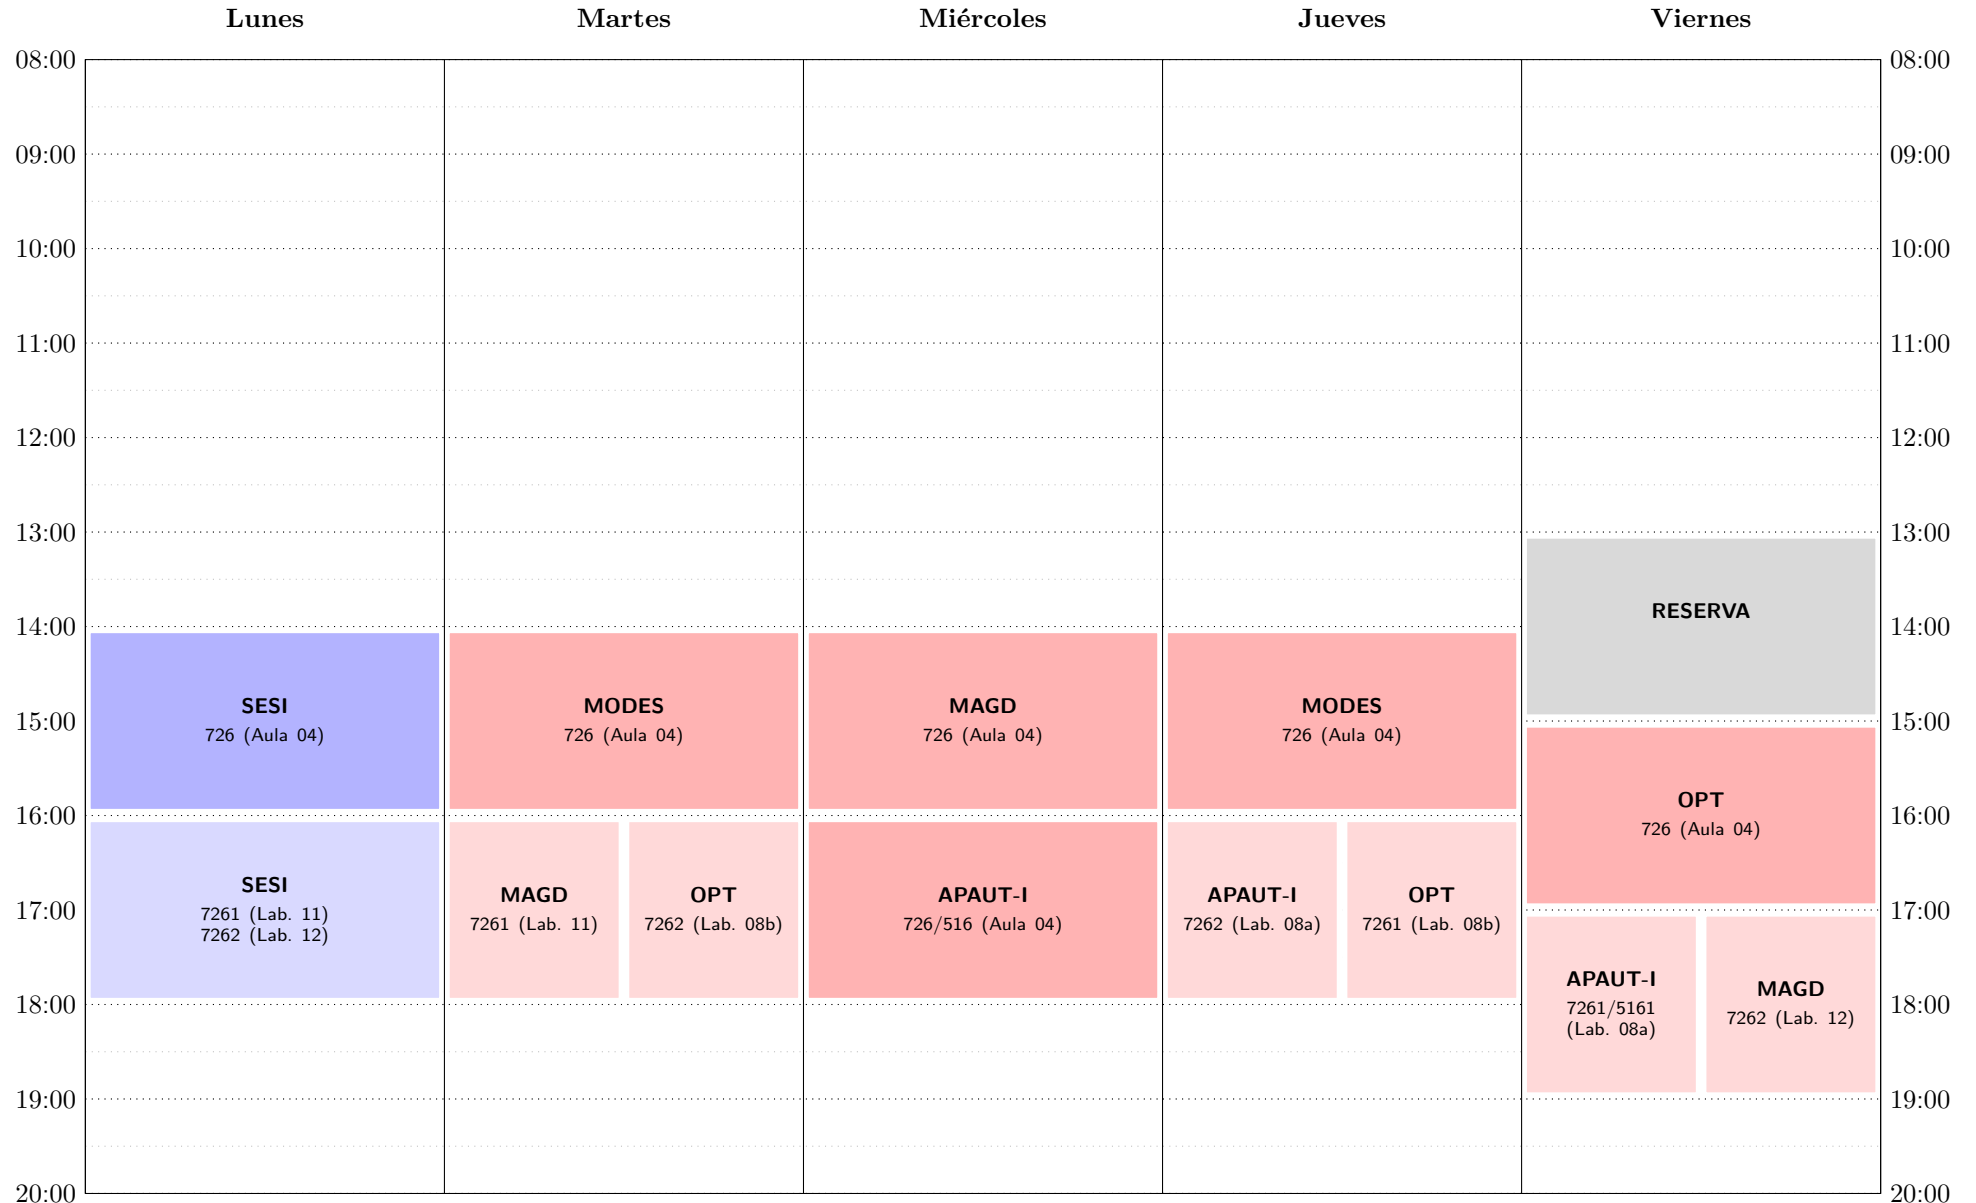 Lunes Martes Miércoles Jueves Viernes
08:00 08:00
09:00 09:00
10:00 10:00
11:00 11:00
12:00 12:00
13:00 13:00
14:00 14:00
15:00 15:00
16:00 16:00
17:00 17:00
18:00 18:00
19:00 19:00
20:00 20:00
SESI
726 (Aula 04)
SESI
7261 (Lab. 11)
7262 (Lab. 12)
MODES
726 (Aula 04)
MAGD
7261 (Lab. 11)
OPT
7262 (Lab. 08b)
MAGD
726 (Aula 04)
APAUT-I
726/516 (Aula 04)
MODES
726 (Aula 04)
APAUT-I
7262 (Lab. 08a)
OPT
7261 (Lab. 08b)
RESERVA
OPT
726 (Aula 04)
APAUT-I
7261/5161
(Lab. 08a)
MAGD
7262 (Lab. 12)